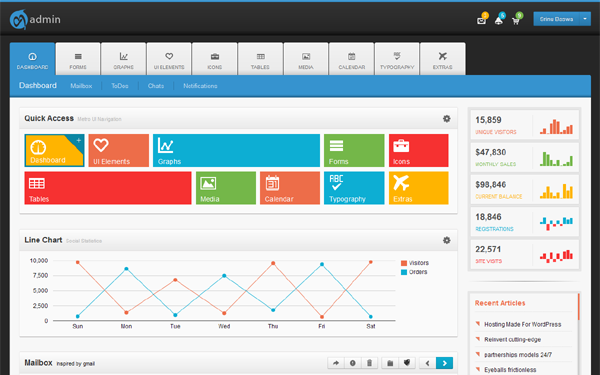 admin
Grins Ebowwa
DASHBOARD FORMS GRAPHS UI ELEMENTS ICONS TABLES MEDIA CALENDAR TYPOGRAPHY EXTRAS
Dashboard Mailbox ToDos Chats Notifications
Quick Access Metro UI Navigation
Dashboard UI Elements Graphs Forms Icons
Tables Media Calendar Typography Extras
15,859
UNIQUE VISITORS
$47,830
MONTHLY SALES
$98,846
CURRENT BALANCE
18,846
REGISTRATIONS
22,571
SITE VISITS
Line Chart Social Statistics
10,000
7,500
5,000
2,500
0
Sun Mon Tue Wed Thu Fri Sat
Visitors
Orders
Recent Articles
Hosting Made For WordPress
Reinvent cutting-edge
partnerships models 24/7
Eyeballs frictionless
Mailbox Inspired by gmail